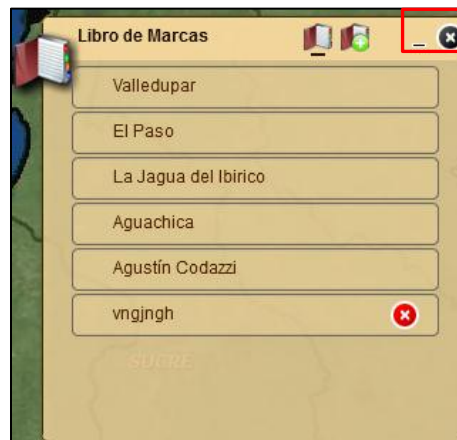 Libro de Marcas
Valledupar
El Paso
La Jagua del Ibirico
Aguachica
Agustín Codazzi
vngjngh
SUCRE